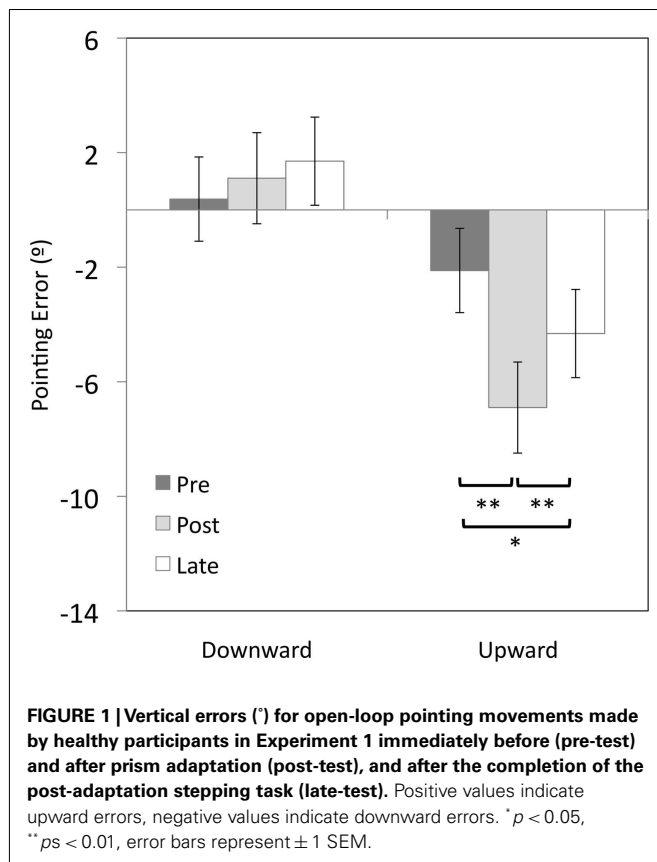 6
2
-2
-6
-10
-14
Pointing Error (º)
Pre
Post
Late
** **
*
Downward Upward
FIGURE 1 | Vertical errors (˚) for open-loop pointing movements made
by healthy participants in Experiment 1 immediately before (pre-test)
and after prism adaptation (post-test), and after the completion of the
post-adaptation stepping task (late-test). Positive values indicate
upward errors, negative values indicate downward errors. *p < 0.05,
**ps < 0.01, error bars represent ± 1 SEM.